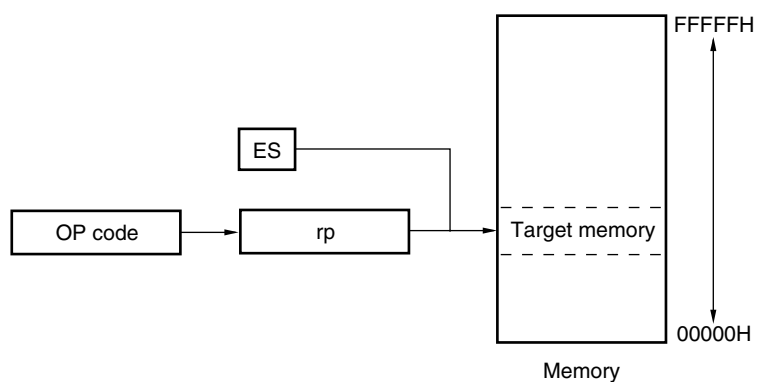 FFFFFH
ES
OP code
rp
Target memory
00000H
Memory